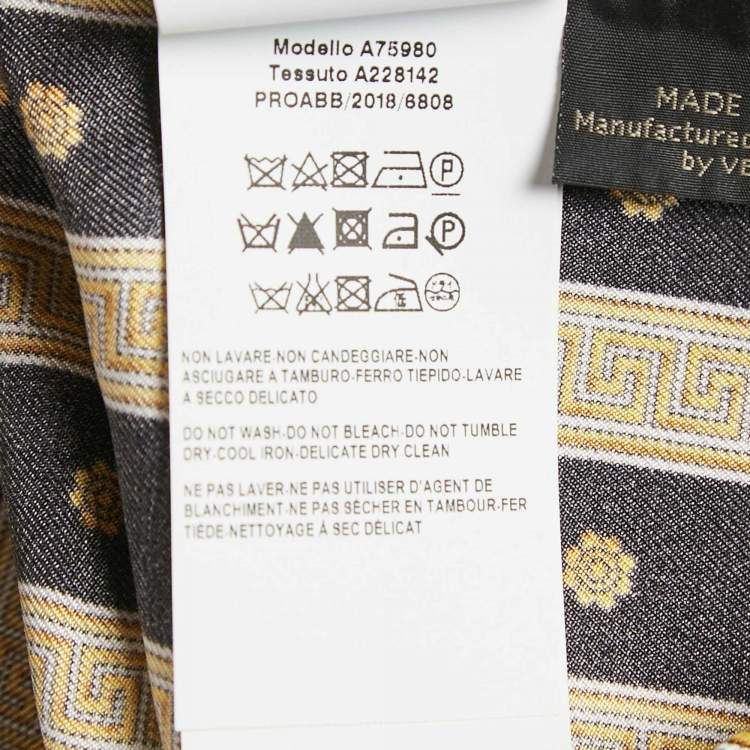 Modello A75980
Tessuto A228142
PROABB/2018/6808
P
P
NON LAVARE-NON CANDEGGIARE-NON
ASCIUGARE A TAMBURO-FERRO TIEPIDO-LAVARE
A SECCO DELICATO
DO NOT WASH-DO NOT BLEACH-DO NOT TUMBLE
DRY-COOL IRON-DELICATE DRY CLEAN
NE PAS LAVER-NE PAS UTILISER D'AGENT DE
BLANCHIMENT-NE PAS SÉCHER EN TAMBOUR-FER
TIÉDE-NETTOYAGE À SEC DÉLICAT
MADE
Manufactured
by VE